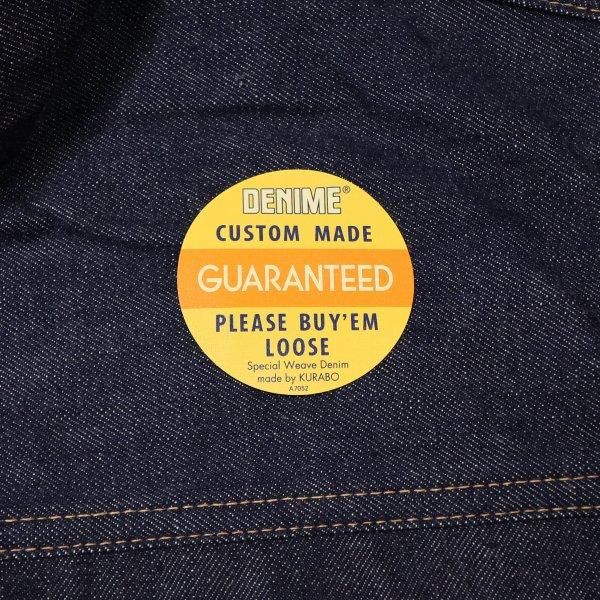 DENIME®
CUSTOM MADE
GUARANTEED
PLEASE BUY'EM
LOOSE
Special Weave Denim
made by KURABO
A7052